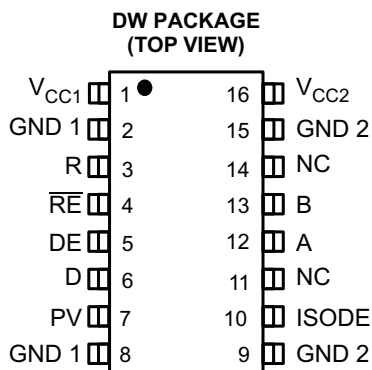 DW PACKAGE
(TOP VIEW)
VCC1 1 16 VCC2
GND 1 2 15 GND 2
R 3 14 NC
R̅E̅ 4 13 B
DE 5 12 A
D 6 11 NC
PV 7 10 ISODE
GND 1 8 9 GND 2